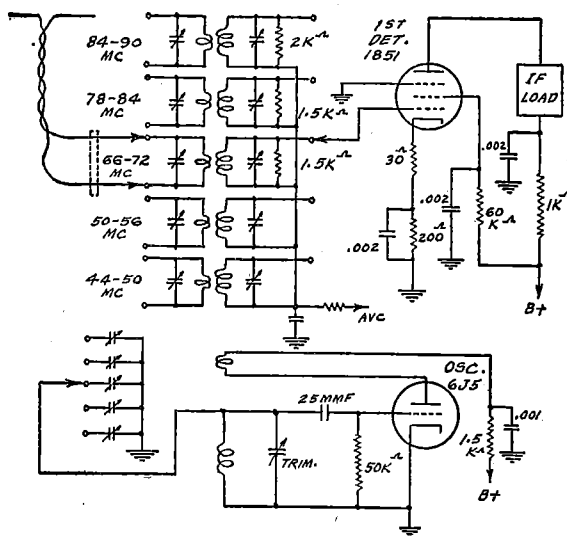 84-90
MC
2K Ω
1ST
DET.
1851
IF
LOAD
78-84
MC
1.5K Ω
66-72
MC
1.5K Ω
30 Ω
.002
.002
60
K Ω
1K Ω
50-56
MC
.002
200 Ω
44-50
MC
AVC
B+
OSC.
6J5
25MMF
TRIM.
50K Ω
1.5
K Ω
.001
B+